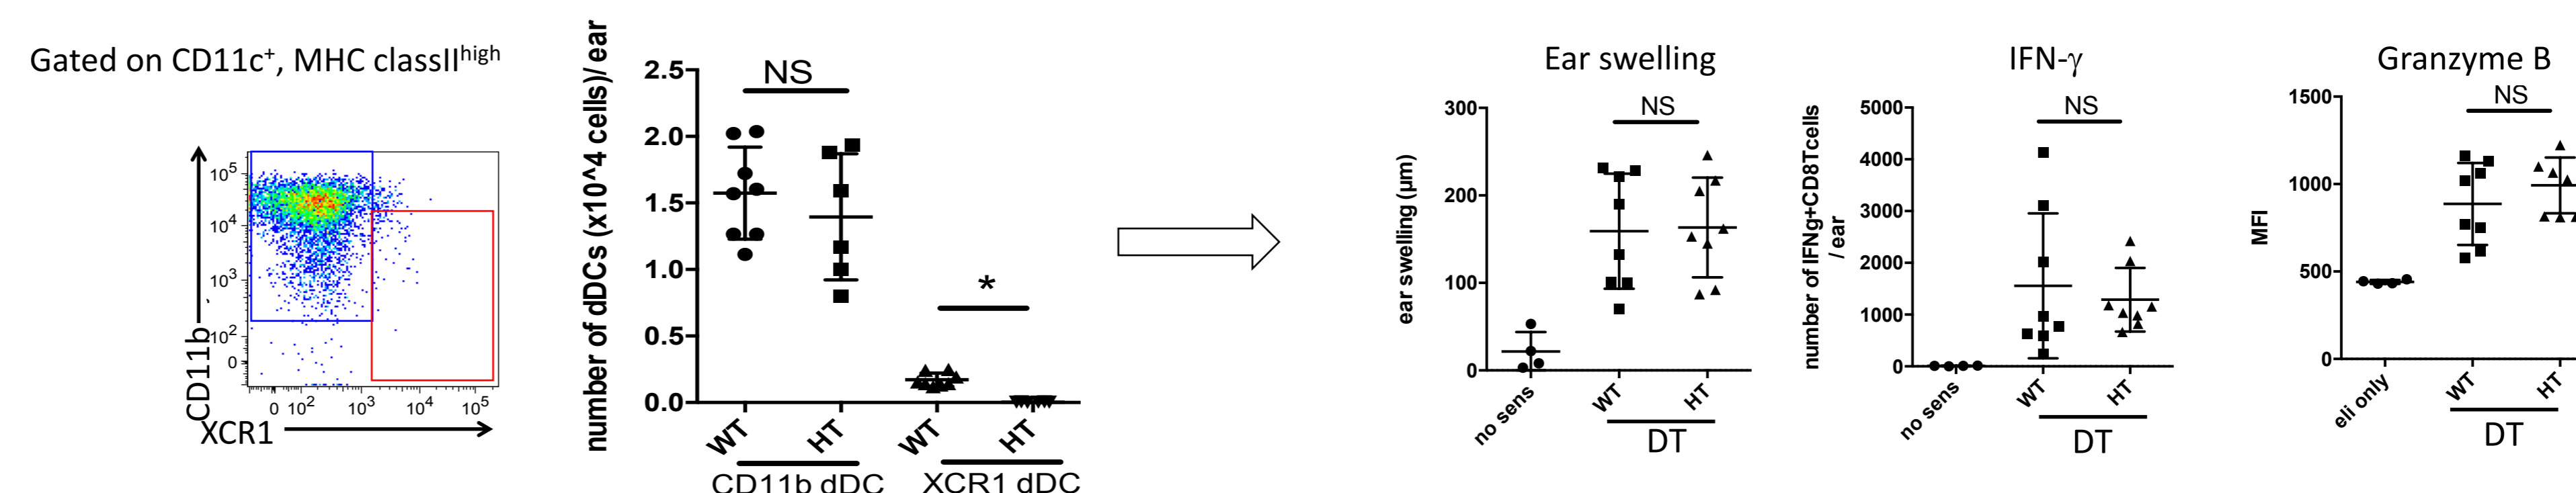 Gated on CD11c⁺, MHC classII^high
CD11b
10⁵
10⁴
10³
10²
0
0 10² 10³ 10⁴ 10⁵
XCR1
number of dDCs (x10^4 cells)/ ear
2.5
2.0
1.5
1.0
0.5
0.0
NS
*
WT HT WT HT
CD11b dDC XCR1 dDC
Ear swelling
ear swelling (µm)
300
200
100
0
NS
no sens WT HT
DT
IFN-γ
number of IFNg+CD8Tcells
/ ear
5000
4000
3000
2000
1000
0
NS
no sens WT HT
DT
Granzyme B
MFI
1500
1000
500
0
NS
eli only WT HT
DT